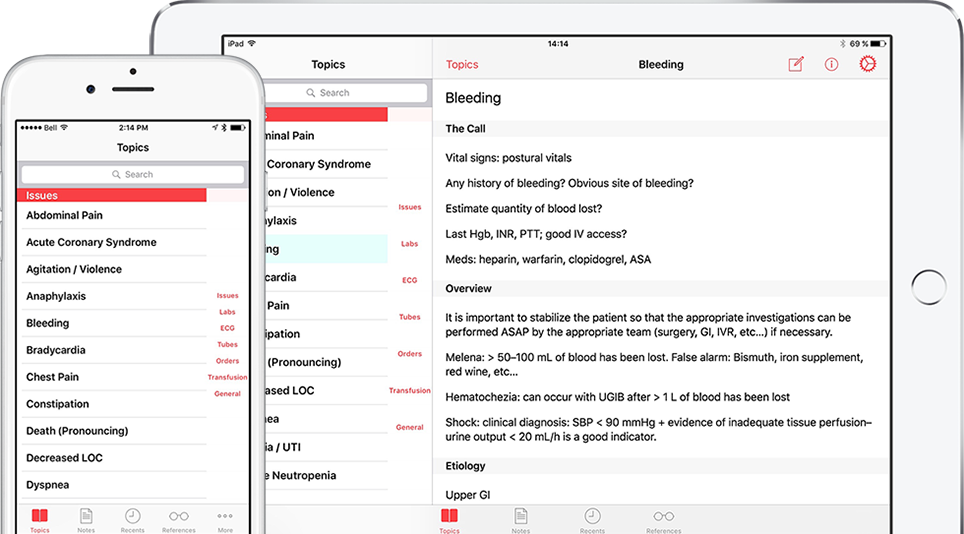 Bell
2:14 PM
Topics
Search
Issues
Abdominal Pain
Acute Coronary Syndrome
Agitation / Violence
Anaphylaxis
Bleeding
Bradycardia
Chest Pain
Constipation
Death (Pronouncing)
Decreased LOC
Dyspnea
Issues
Labs
ECG
Tubes
Orders
Transfusion
General
Topics
Notes
Recents
References
More
iPad
14:14
69 %
Topics
Search
s
minal Pain
Coronary Syndrome
on / Violence
ylaxis
ng
cardia
Pain
ipation
(Pronouncing)
ased LOC
ea
ia / UTI
e Neutropenia
Issues
Labs
ECG
Tubes
Orders
Transfusion
General
Topics
Bleeding
Bleeding
The Call
Vital signs: postural vitals
Any history of bleeding? Obvious site of bleeding?
Estimate quantity of blood lost?
Last Hgb, INR, PTT; good IV access?
Meds: heparin, warfarin, clopidogrel, ASA
Overview
It is important to stabilize the patient so that the appropriate investigations can be
performed ASAP by the appropriate team (surgery, GI, IVR, etc...) if necessary.
Melena: > 50–100 mL of blood has been lost. False alarm: Bismuth, iron supplement,
red wine, etc...
Hematochezia: can occur with UGIB after > 1 L of blood has been lost
Shock: clinical diagnosis: SBP < 90 mmHg + evidence of inadequate tissue perfusion–
urine output < 20 mL/h is a good indicator.
Etiology
Upper GI
Topics
Notes
Recents
References